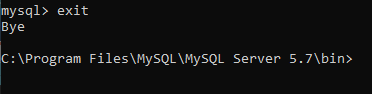 mysql> exit
Bye
C:\Program Files\MySQL\MySQL Server 5.7\bin>